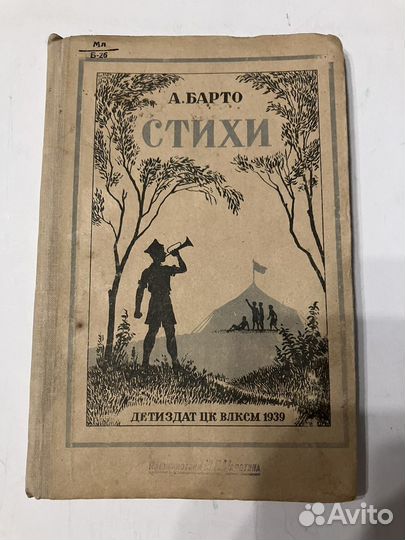 Мл
Б-26
А. БАРТО
СТИХИ
ДЕТИЗДАТ ЦК ВЛКСМ 1939
Avito